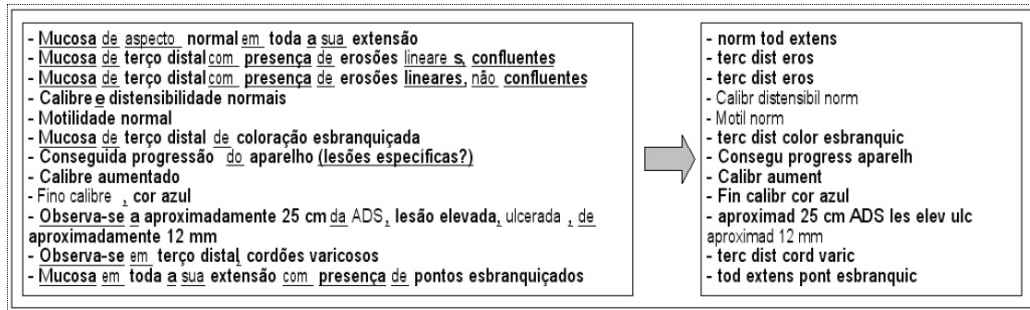 - Mucosa de aspecto normal em toda a sua extensão
- Mucosa de terço distal com presença de erosões lineare s, confluentes
- Mucosa de terço distal com presença de erosões lineares, não confluentes
- Calibre e distensibilidade normais
- Motilidade normal
- Mucosa de terço distal de coloração esbranquiçada
- Conseguida progressão do aparelho (lesões específicas?)
- Calibre aumentado
- Fino calibre , cor azul
- Observa-se a aproximadamente 25 cm da ADS, lesão elevada, ulcerada , de
aproximadamente 12 mm
- Observa-se em terço distal, cordões varicosos
- Mucosa em toda a sua extensão com presença de pontos esbranquiçados
- norm tod extens
- terc dist eros
- terc dist eros
- Calibr distensibil norm
- Motil norm
- terc dist color esbranquic
- Consegu progress aparelh
- Calibr aument
- Fin calibr cor azul
- aproximad 25 cm ADS les elev ulc
aproximad 12 mm
- terc dist cord varic
- tod extens pont esbranquic